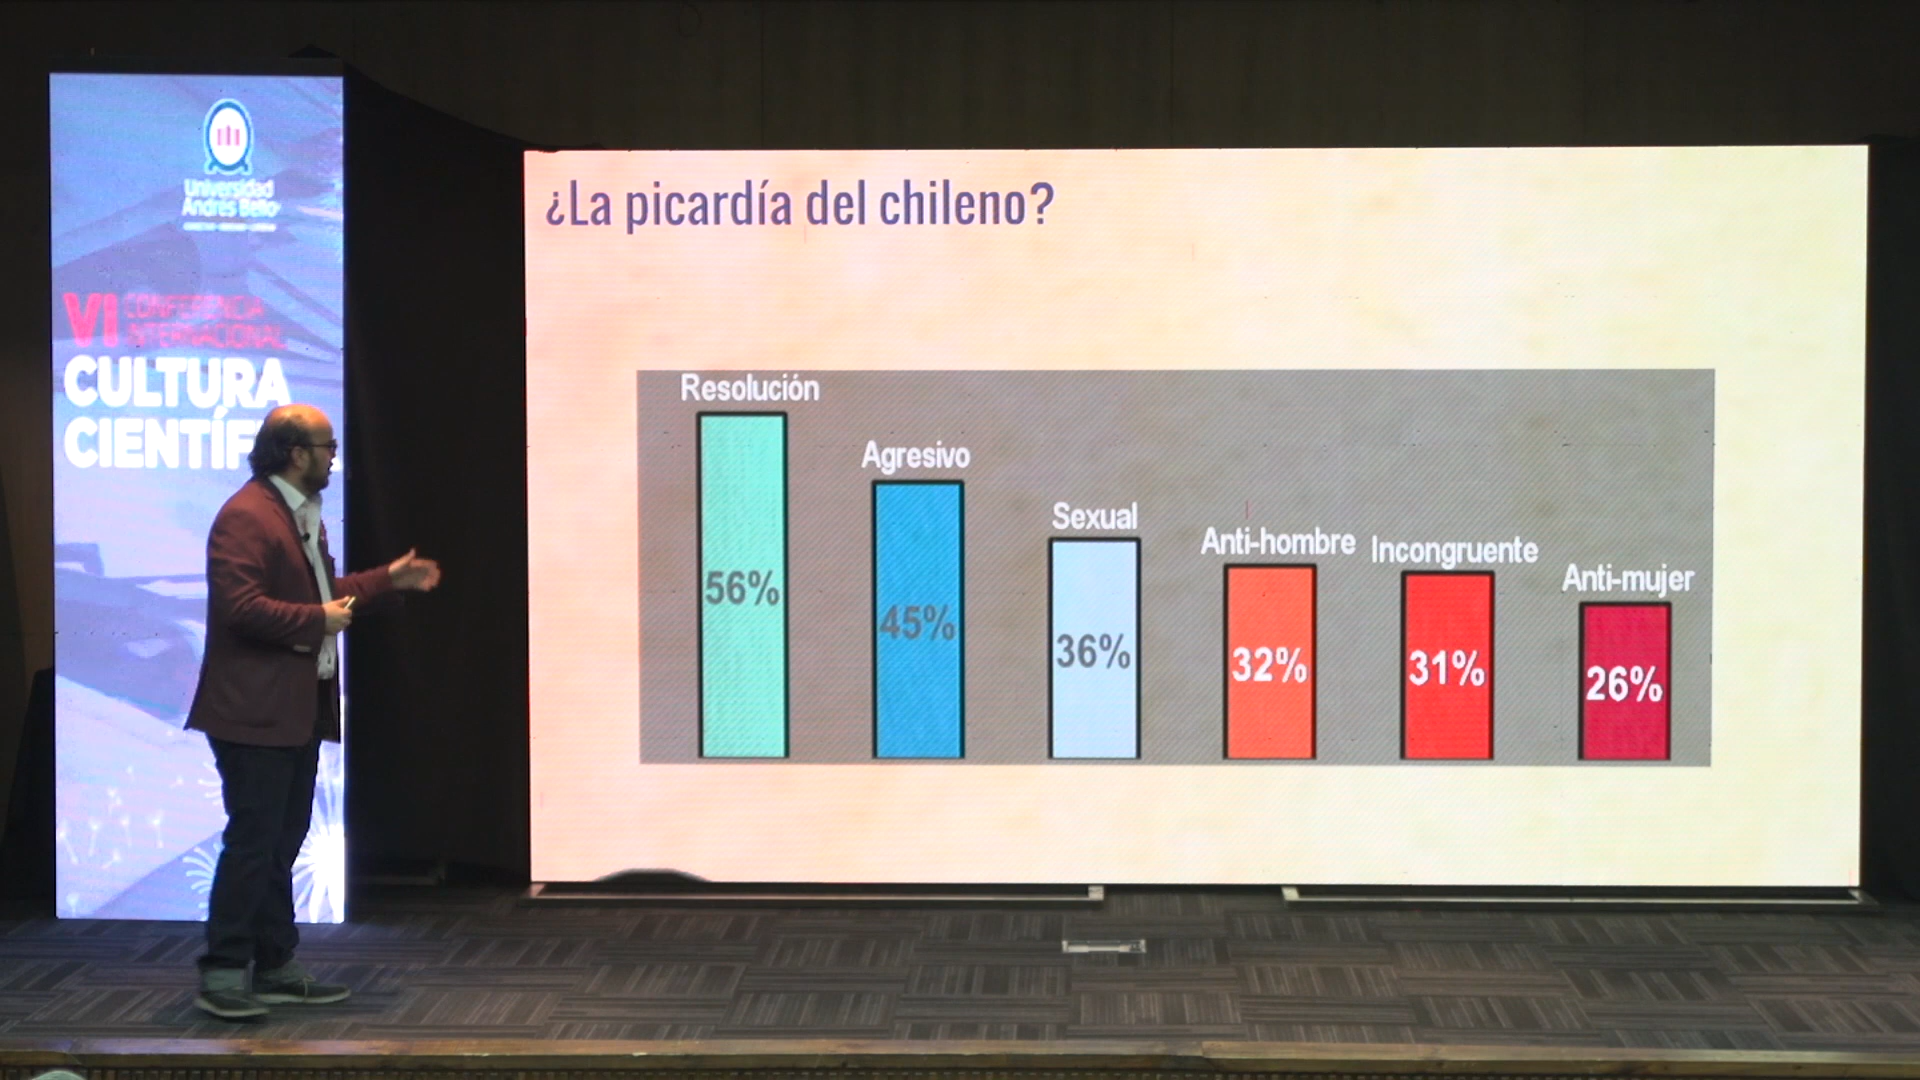 Universidad
Andrés Bello
VI CONFERENCIA
INTERNACIONAL
CULTURA
CIENTÍF
¿La picardía del chileno?
Resolución
Agresivo
Sexual
Anti-hombre
Incongruente
Anti-mujer
56%
45%
36%
32%
31%
26%